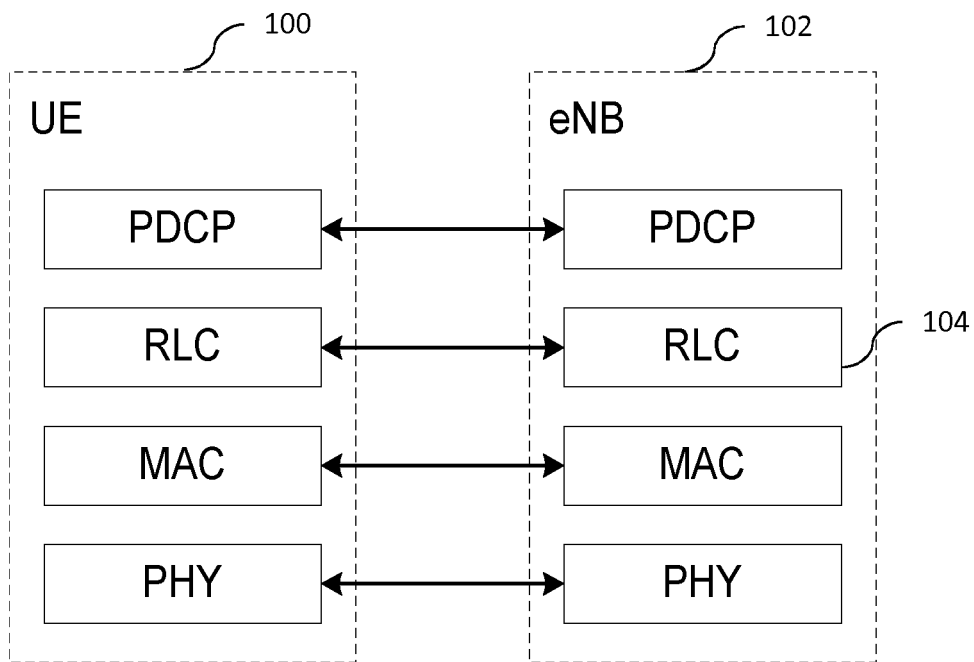 100
102
UE
eNB
PDCP
PDCP
RLC
RLC
104
MAC
MAC
PHY
PHY